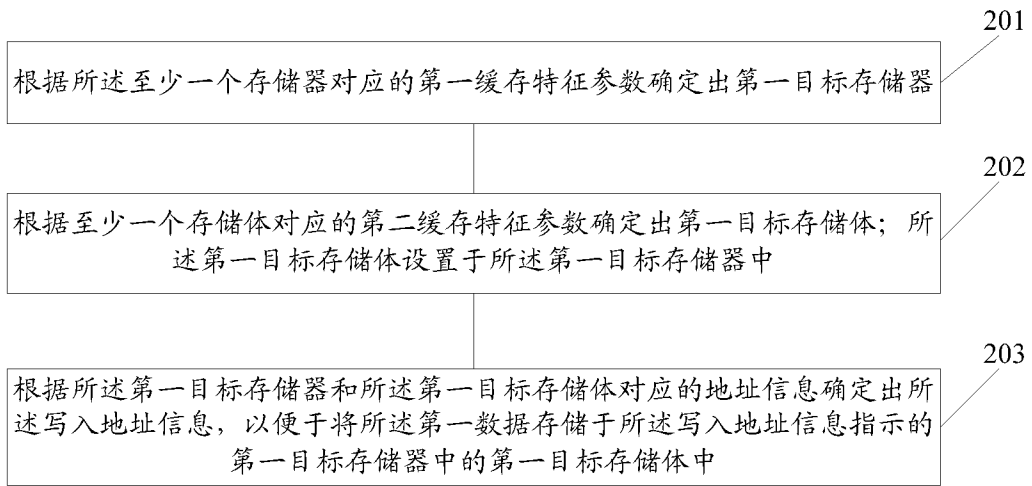 201
根据所述至少一个存储器对应的第一缓存特征参数确定出第一目标存储器
202
根据至少一个存储体对应的第二缓存特征参数确定出第一目标存储体；所
述第一目标存储体设置于所述第一目标存储器中
203
根据所述第一目标存储器和所述第一目标存储体对应的地址信息确定出所
述写入地址信息，以便于将所述第一数据存储于所述写入地址信息指示的
第一目标存储器中的第一目标存储体中